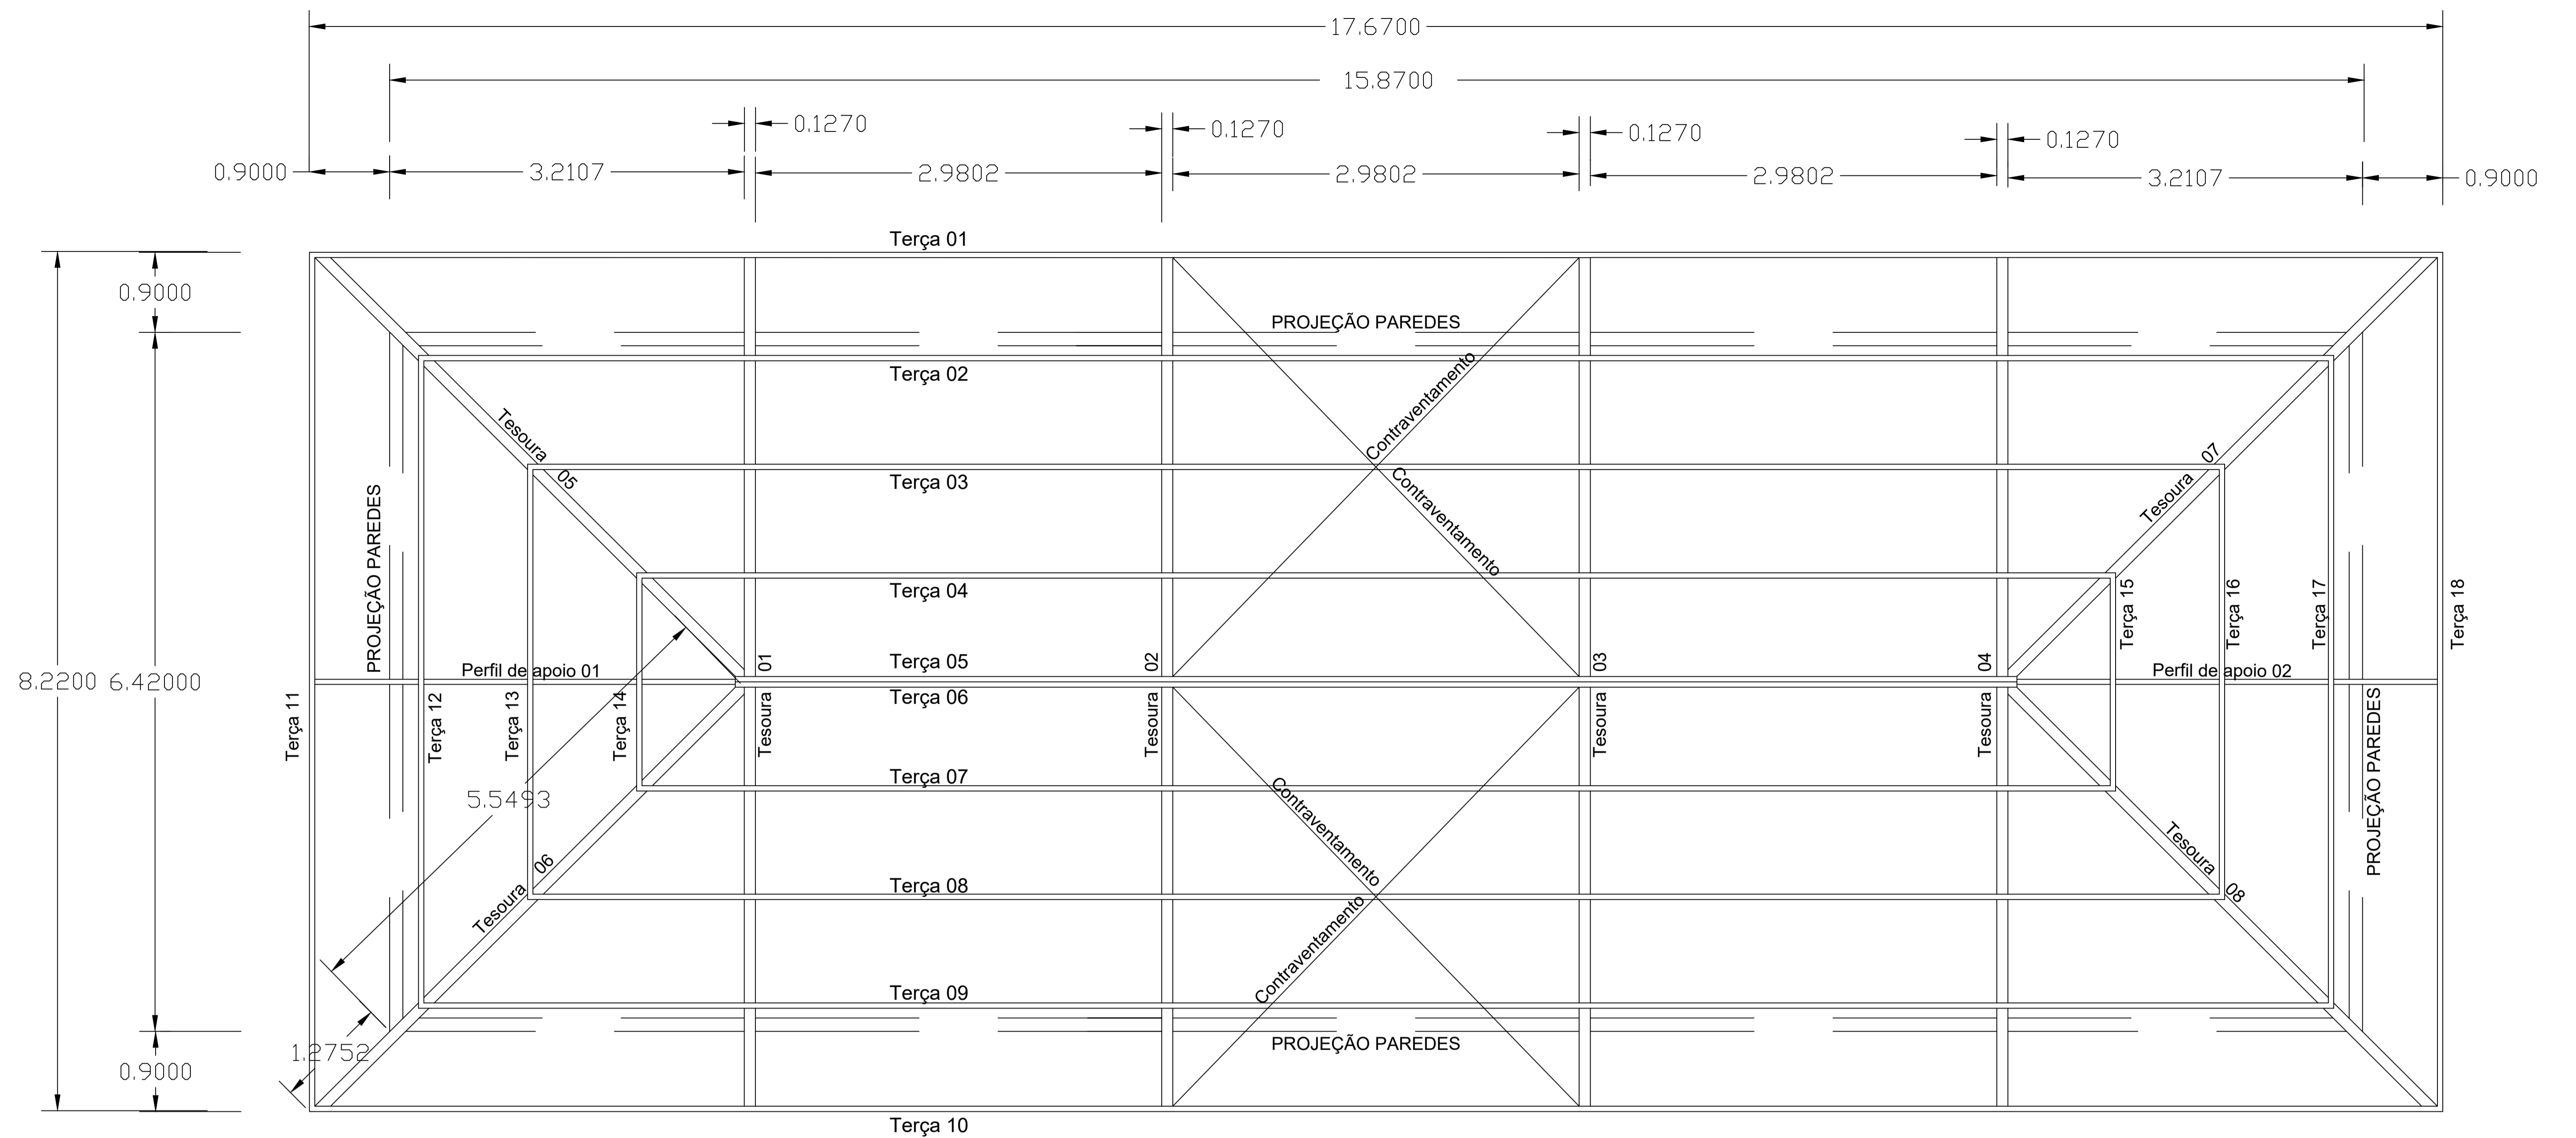 17.6700
15.8700
0.1270
0.1270
0.1270
0.1270
0.9000
3.2107
2.9802
2.9802
2.9802
3.2107
0.9000
Terça 01
0.9000
PROJEÇÃO PAREDES
Terça 02
Contraventamento
Tesoura 05
Tesoura 07
Terça 03
Contraventamento
PROJEÇÃO PAREDES
Terça 04
Terça 15
Terça 16
Terça 17
Terça 18
Perfil de apoio 01
Terça 05
Perfil de apoio 02
8.2200
6.42000
Terça 06
Tesoura 01
Tesoura 02
Tesoura 03
Tesoura 04
Terça 11
Terça 12
Terça 13
Terça 14
PROJEÇÃO PAREDES
Terça 07
5.5493
Contraventamento
Tesoura 06
Tesoura 08
Terça 08
Contraventamento
Terça 09
PROJEÇÃO PAREDES
1.2752
0.9000
Terça 10